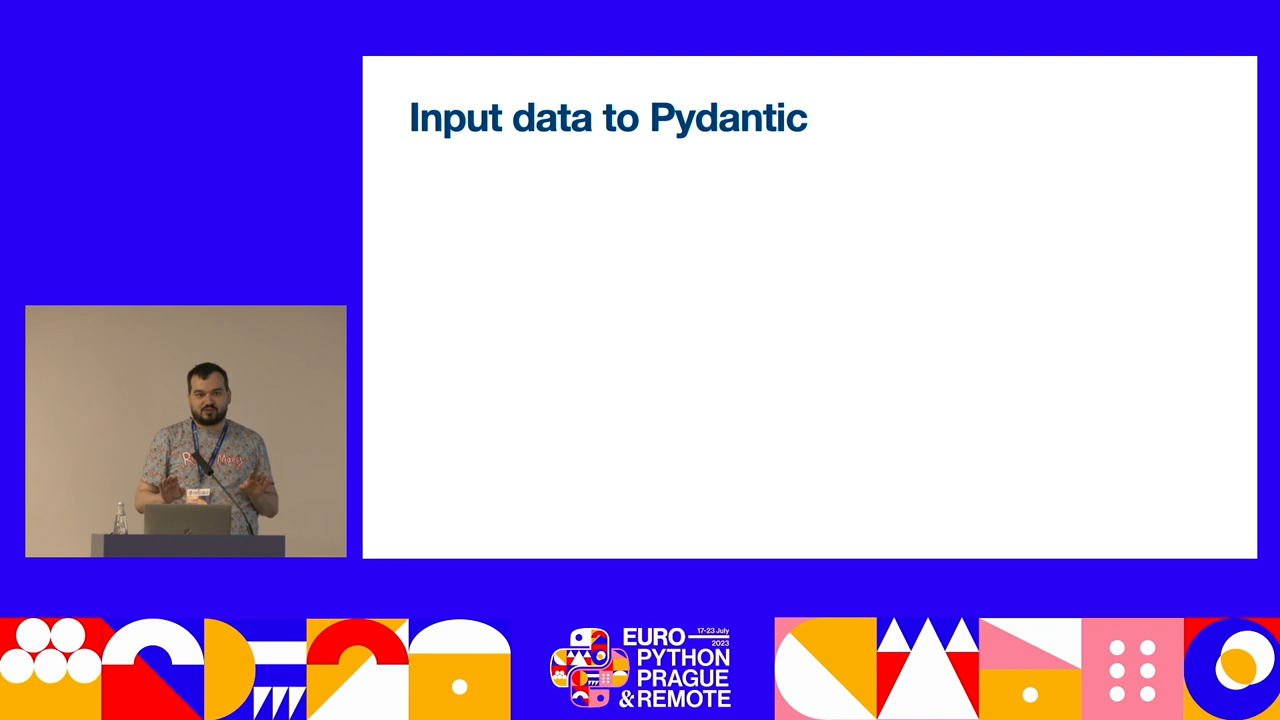 Input data to Pydantic
17-23 July
2023
EURO
PYTHON
PRAGUE
&REMOTE